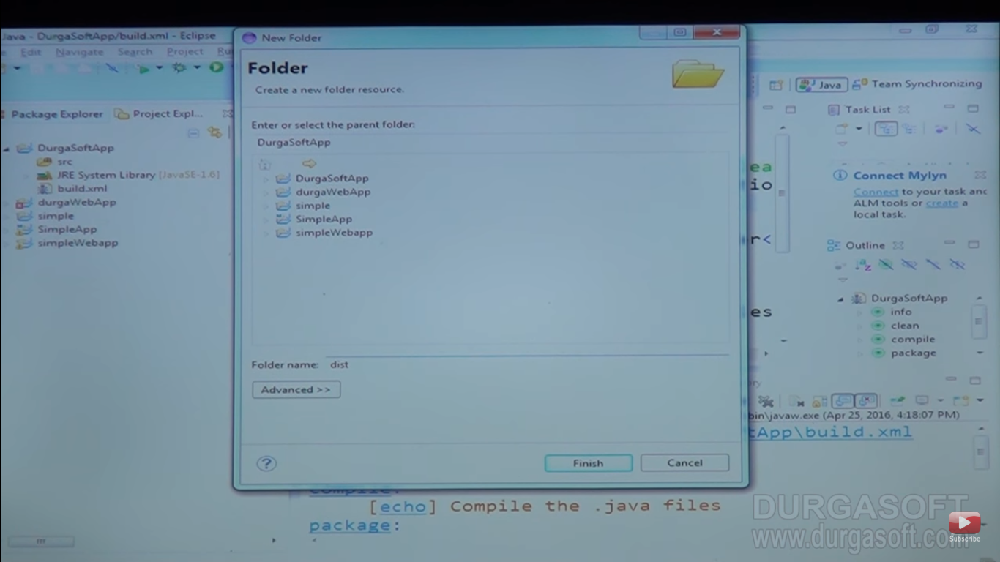 Java - DurgaSoftApp/build.xml - Eclipse
Edit Navigate Search Project
New Folder
Folder
Create a new folder resource.
Enter or select the parent folder:
DurgaSoftApp
DurgaSoftApp
durgaWebApp
simple
SimpleApp
simpleWebapp
Folder name: dist
Advanced >>
?
Finish
Cancel
Package Explorer
Project Expl...
DurgaSoftApp
src
JRE System Library [JavaSE-1.6]
build.xml
durgaWebApp
simple
SimpleApp
simpleWebapp
Java
Team Synchronizing
Task List
Connect Mylyn
Connect to your task and
ALM tools or create a
local task.
Outline
DurgaSoftApp
info
clean
compile
package
ea
io
r<
es
bin\javaw.exe (Apr 25, 2016, 4:18:07 PM)
tApp\build.xml
compile:
[echo] Compile the .java files
package:
DURGASOFT
www.durgasoft.com
Subscribe